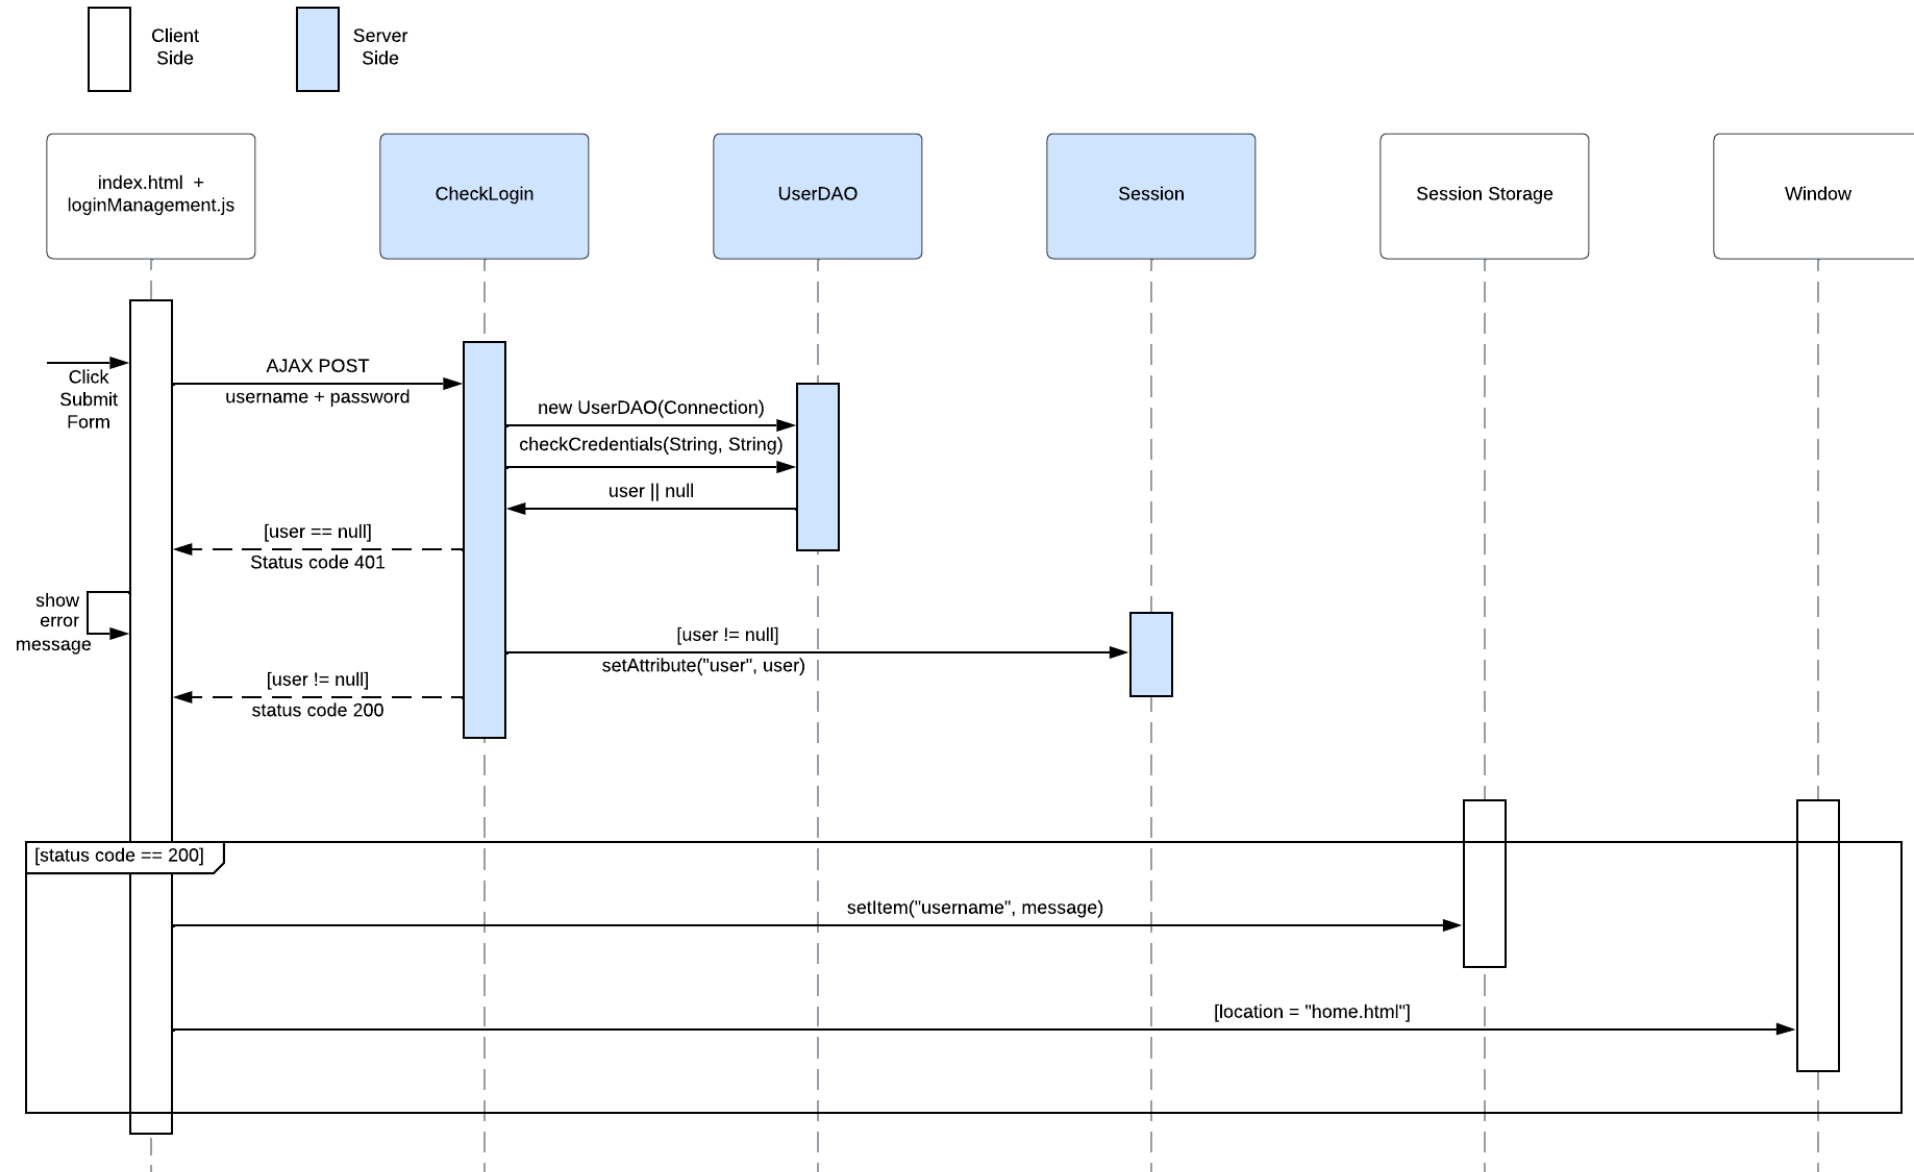 Client
Side
Server
Side
index.html +
loginManagement.js
CheckLogin
UserDAO
Session
Session Storage
Window
Click
Submit
Form
AJAX POST
username + password
new UserDAO(Connection)
checkCredentials(String, String)
user || null
[user == null]
Status code 401
show
error
message
[user != null]
setAttribute("user", user)
[user != null]
status code 200
[status code == 200]
setItem("username", message)
[location = "home.html"]